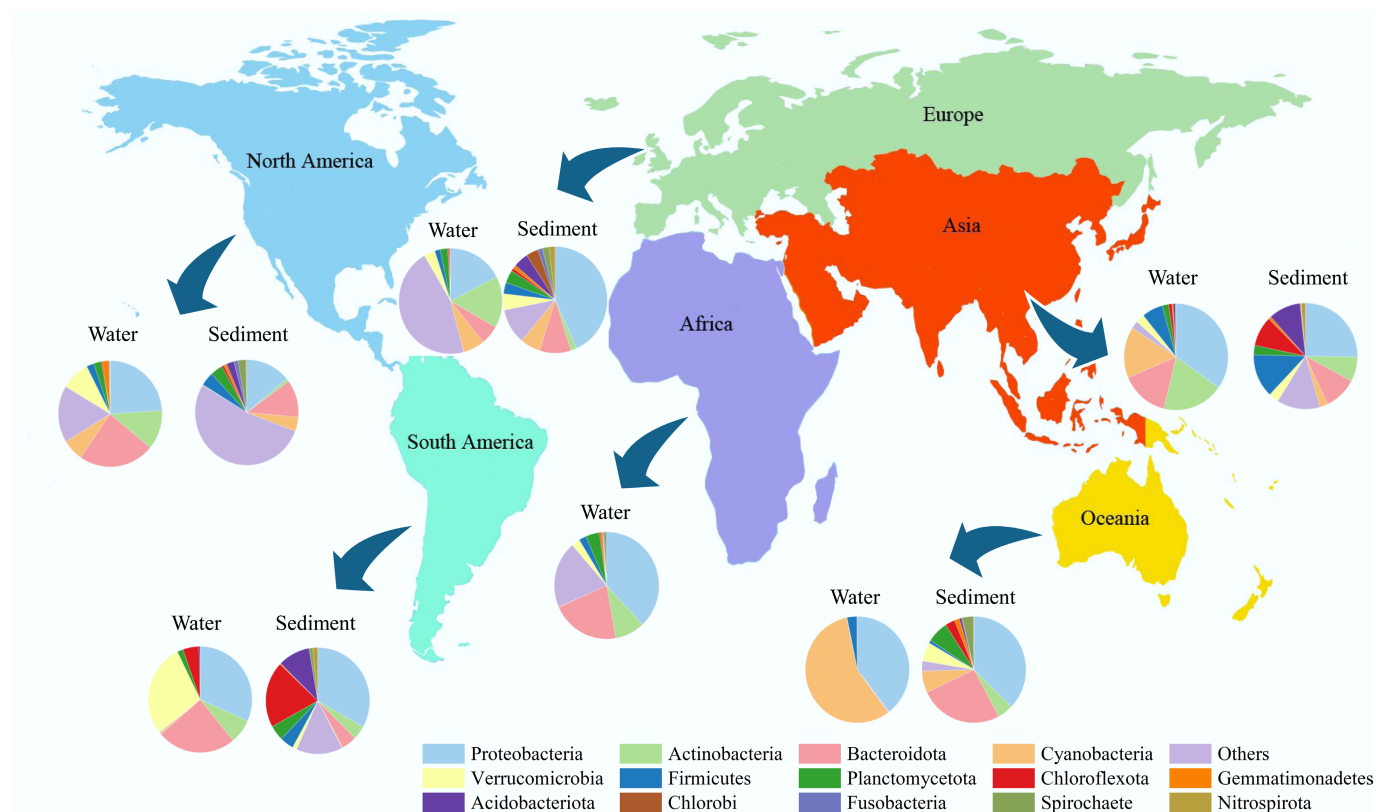 Europe
North America
Asia
Water
Sediment
Water
Sediment
Africa
Water
Sediment
South America
Water
Oceania
Water
Sediment
Water
Sediment
Proteobacteria
Actinobacteria
Bacteroidota
Cyanobacteria
Others
Verrucomicrobia
Firmicutes
Planctomycetota
Chloroflexota
Gemmatimonadetes
Acidobacteriota
Chlorobi
Fusobacteria
Spirochaete
Nitrospirota